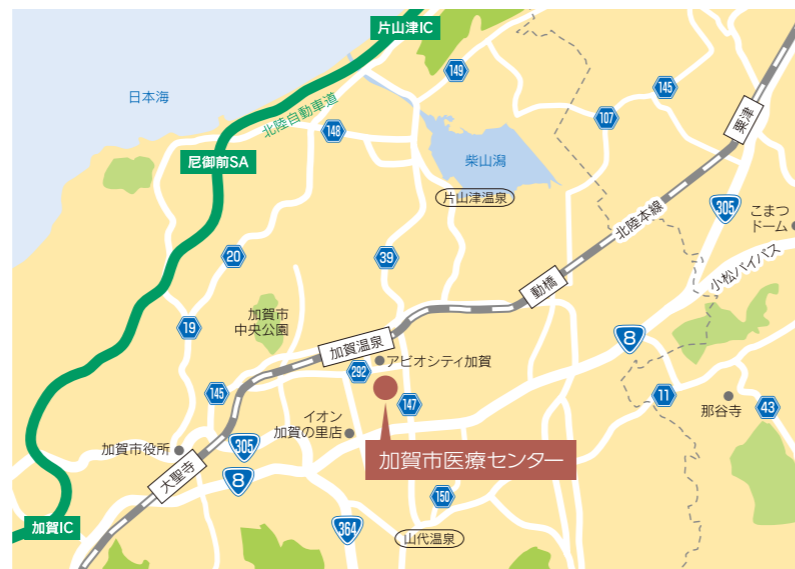 片山津IC
149
145
日本海
北陸自動車道
148
107
粟津
尼御前SA
柴山潟
片山津温泉
305
こまつ
ドーム
北陸本線
20
39
小松バイパス
動橋
加賀市
中央公園
19
加賀温泉
8
アビオシティ加賀
292
145
147
11
那谷寺
43
イオン
加賀の里店
加賀市役所
305
加賀市医療センター
大聖寺
8
150
加賀IC
364
山代温泉